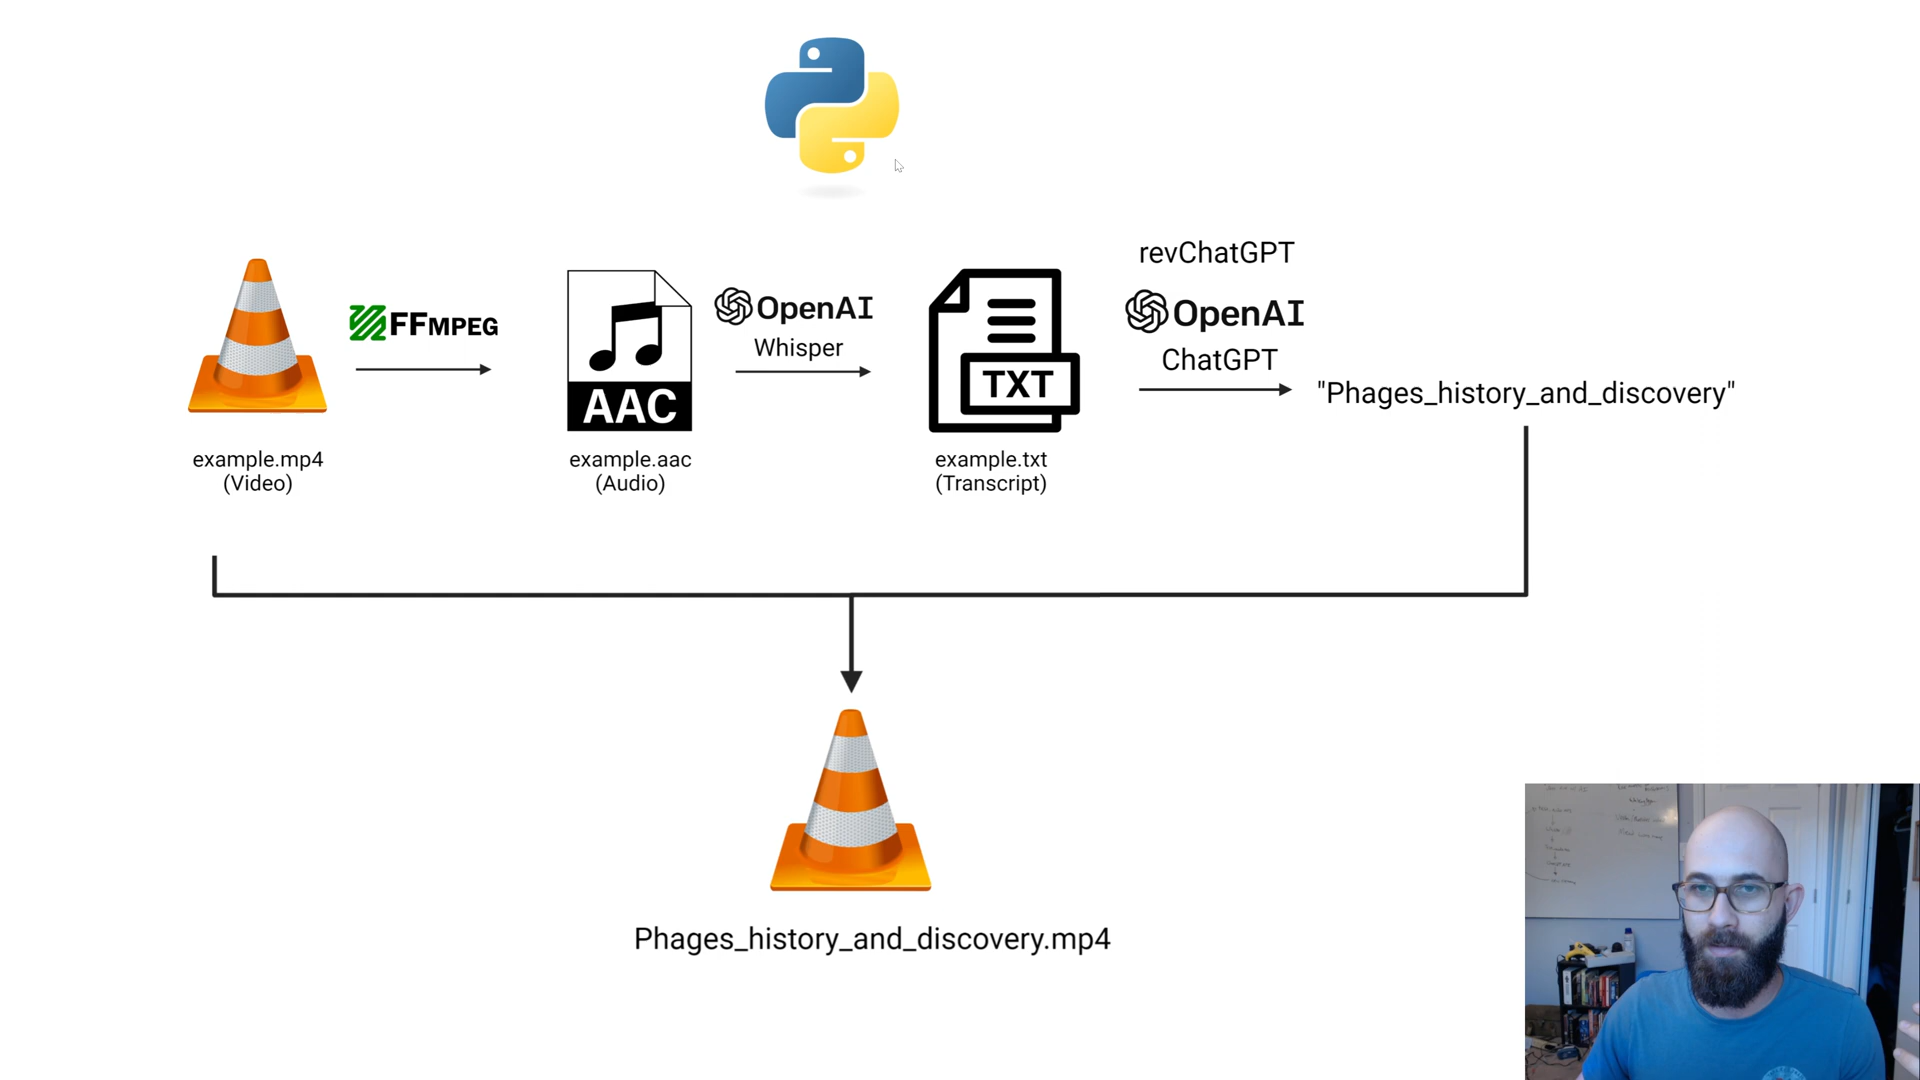 revChatGPT
FFMPEG
OpenAI
Whisper
OpenAI
ChatGPT
AAC
TXT
"Phages_history_and_discovery"
example.mp4
(Video)
example.aac
(Audio)
example.txt
(Transcript)
Phages_history_and_discovery.mp4